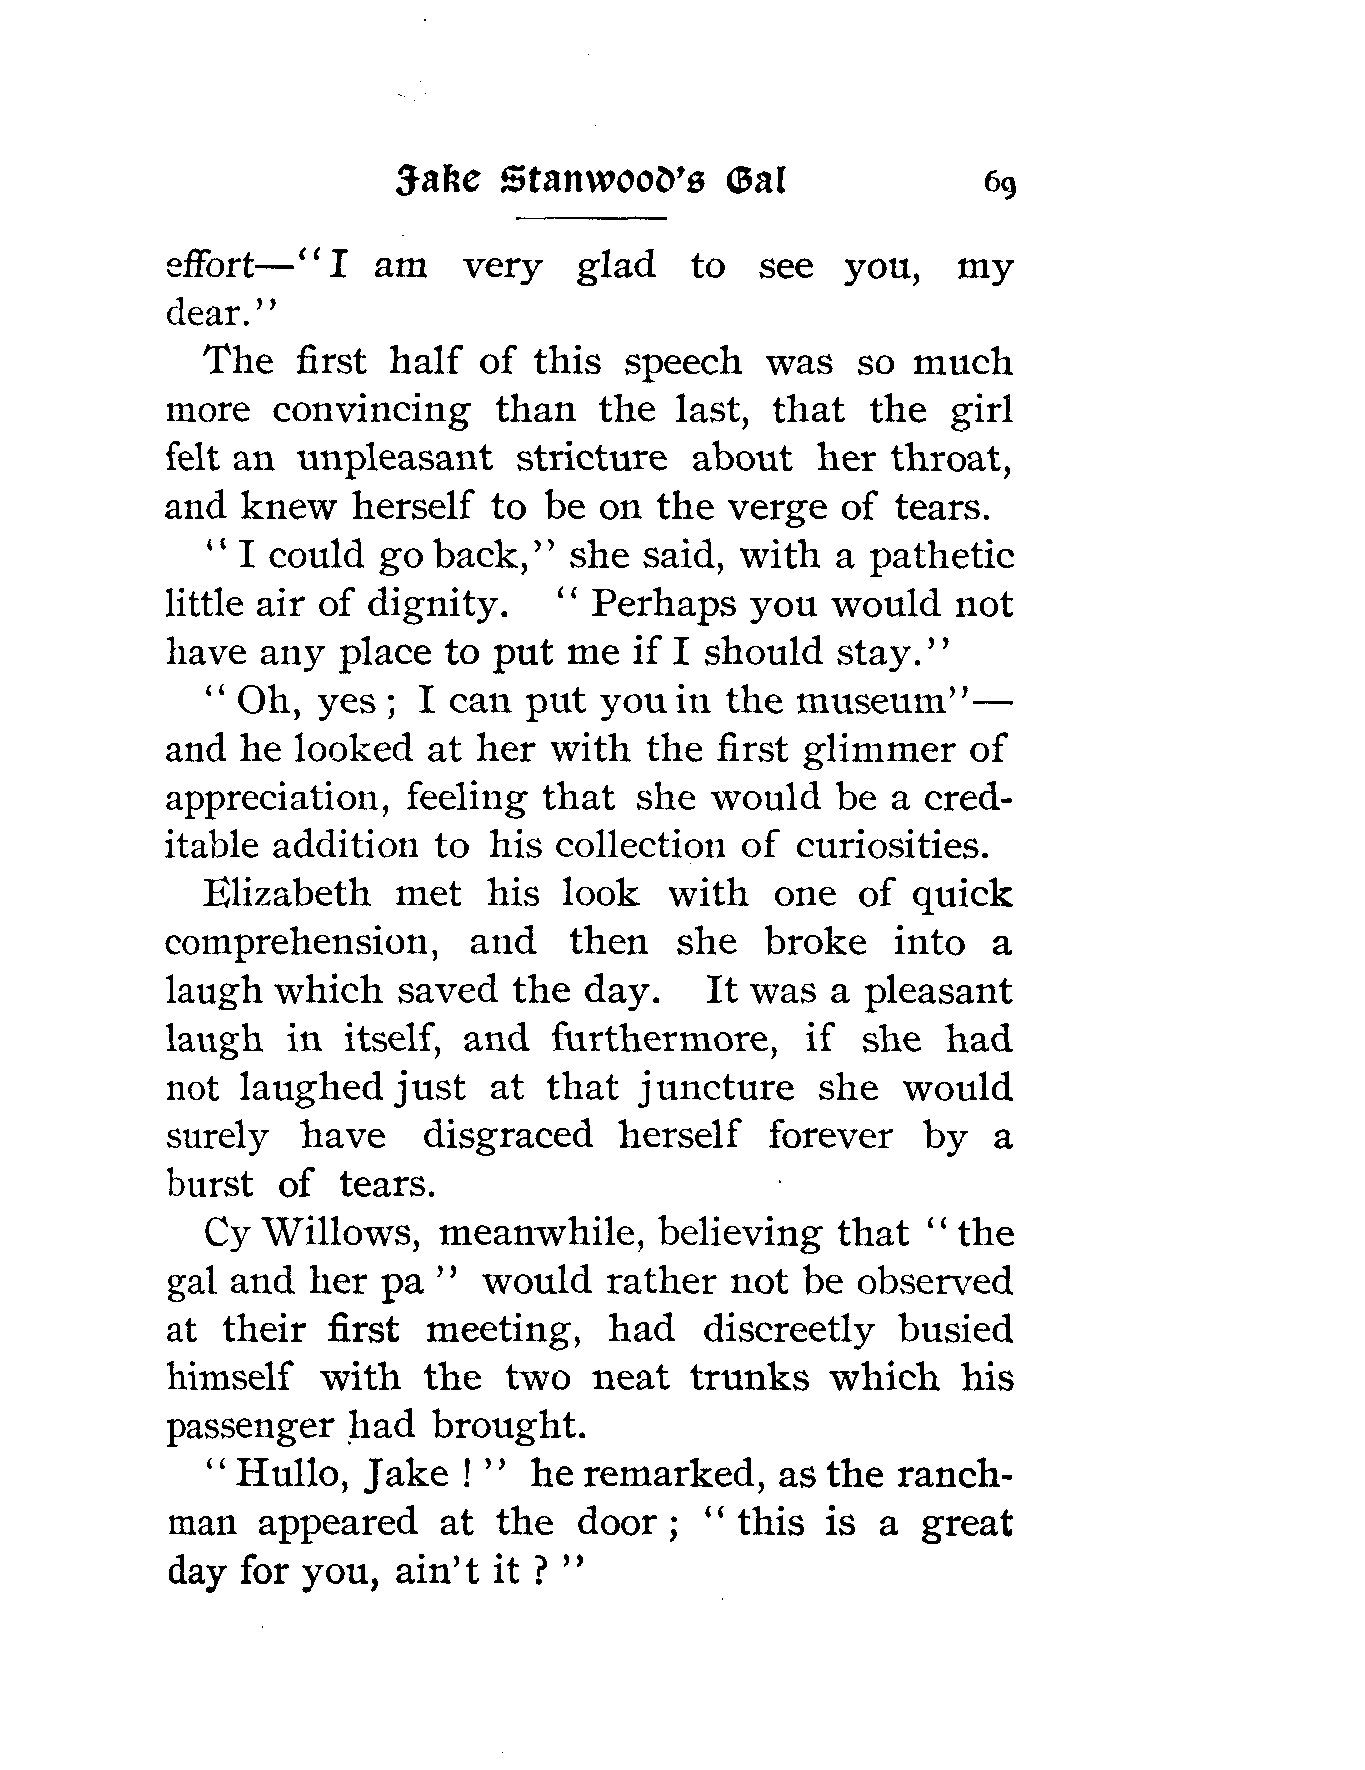 Jake Stanwood's Gal 69
effort—"I am very glad to see you, my
dear."
The first half of this speech was so much
more convincing than the last, that the girl
felt an unpleasant stricture about her throat,
and knew herself to be on the verge of tears.
"I could go back," she said, with a pathetic
little air of dignity. "Perhaps you would not
have any place to put me if I should stay."
"Oh, yes; I can put you in the museum"—
and he looked at her with the first glimmer of
appreciation, feeling that she would be a cred-
itable addition to his collection of curiosities.
Elizabeth met his look with one of quick
comprehension, and then she broke into a
laugh which saved the day. It was a pleasant
laugh in itself, and furthermore, if she had
not laughed just at that juncture she would
surely have disgraced herself forever by a
burst of tears.
Cy Willows, meanwhile, believing that "the
gal and her pa" would rather not be observed
at their first meeting, had discreetly busied
himself with the two neat trunks which his
passenger had brought.
"Hullo, Jake!" he remarked, as the ranch-
man appeared at the door; "this is a great
day for you, ain't it?"